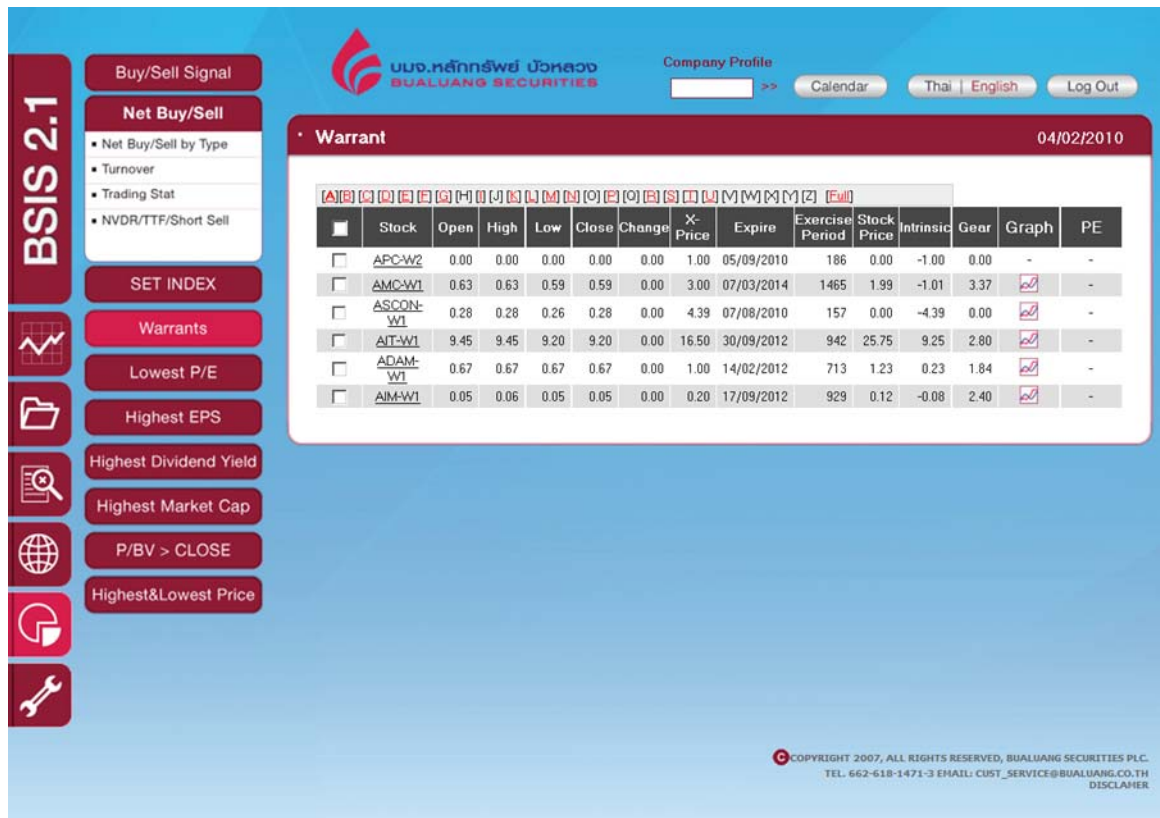 BSIS 2.1
Buy/Sell Signal
Net Buy/Sell
▪ Net Buy/Sell by Type
▪ Turnover
▪ Trading Stat
▪ NVDR/TTF/Short Sell
SET INDEX
Warrants
Lowest P/E
Highest EPS
Highest Dividend Yield
Highest Market Cap
P/BV > CLOSE
Highest&Lowest Price
บมจ.หลักทรัพย์ บัวหลวง
BUALUANG SECURITIES
Company Profile
>> Calendar Thai | English Log Out
Warrant 04/02/2010
[A][B] [C] [D] [E] [F] [G] [H] [I] [J] [K] [L] [M] [N] [O] [P] [Q] [R] [S] [T] [U] [V] [W] [X] [Y] [Z] [Full]
Stock Open High Low Close Change X-Price Expire Exercise Period Stock Price Intrinsic Gear Graph PE
APC-W2 0.00 0.00 0.00 0.00 0.00 1.00 05/09/2010 186 0.00 -1.00 0.00 - -
AMC-W1 0.63 0.63 0.59 0.59 0.00 3.00 07/03/2014 1465 1.99 -1.01 3.37 -
ASCON-W1 0.28 0.28 0.26 0.28 0.00 4.39 07/08/2010 157 0.00 -4.39 0.00 -
AIT-W1 9.45 9.45 9.20 9.20 0.00 16.50 30/09/2012 942 25.75 9.25 2.80 -
ADAM-W1 0.67 0.67 0.67 0.67 0.00 1.00 14/02/2012 713 1.23 0.23 1.84 -
AIM-W1 0.05 0.06 0.05 0.05 0.00 0.20 17/09/2012 929 0.12 -0.08 2.40 -
COPYRIGHT 2007, ALL RIGHTS RESERVED, BUALUANG SECURITIES PLC.
TEL. 662-618-1471-3 EMAIL: CUST_SERVICE@BUALUANG.CO.TH
DISCLAMER